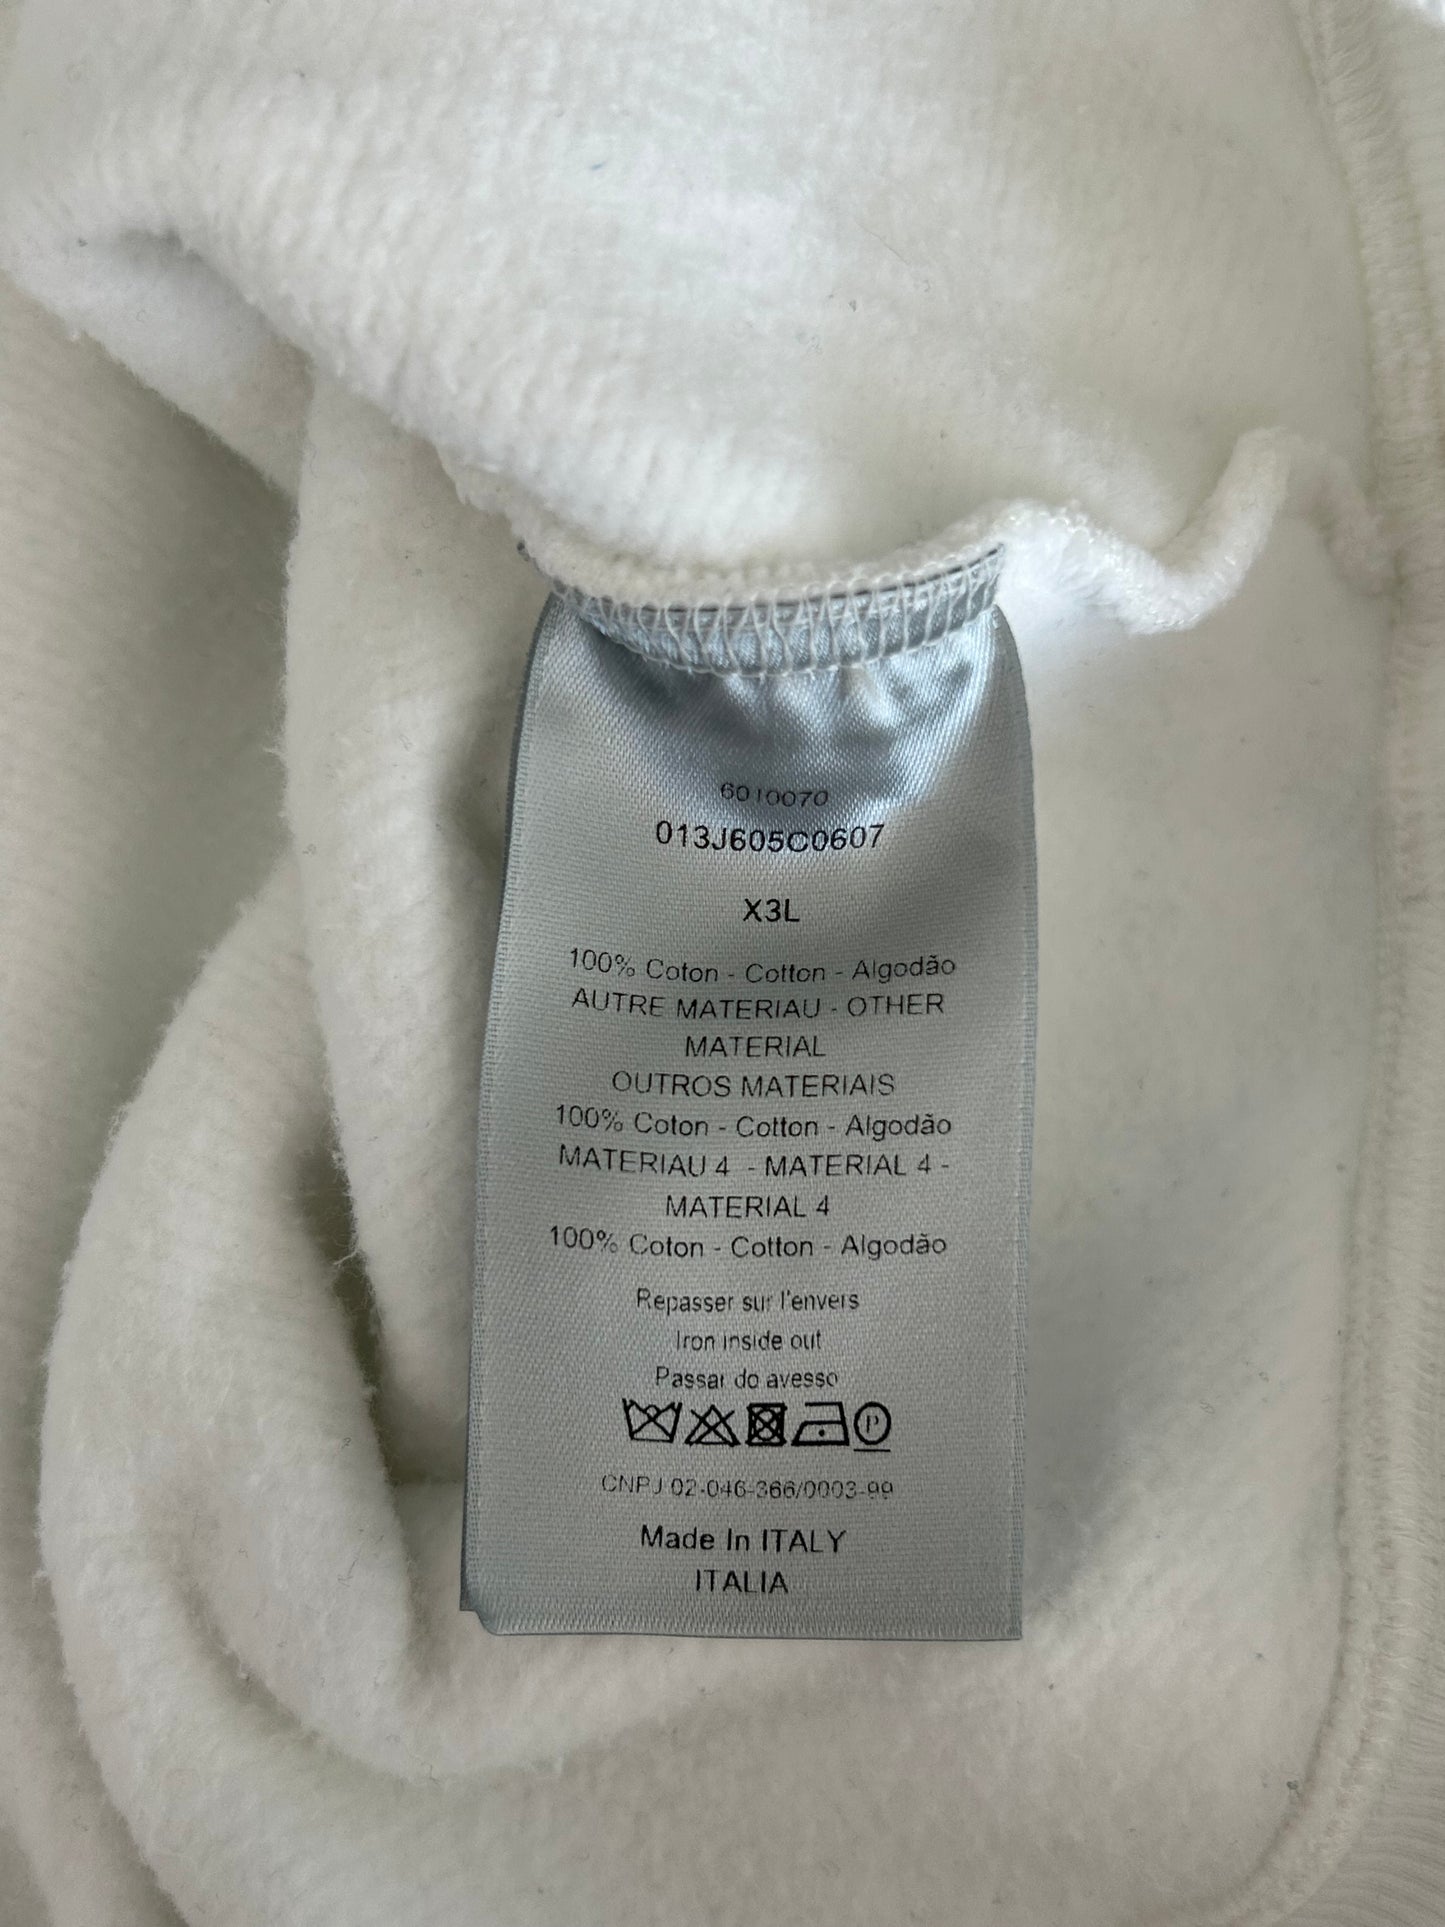 6010070
013J605C0607
X3L
100% Coton - Cotton - Algodão
AUTRE MATERIAU - OTHER
MATERIAL
OUTROS MATERIAIS
100% Coton - Cotton - Algodão
MATERIAU 4 - MATERIAL 4 -
MATERIAL 4
100% Coton - Cotton - Algodão
Repasser sur l'envers
Iron inside out
Passar do avesso
P
CNPJ 02-046-366/0003-99
Made In ITALY
ITALIA